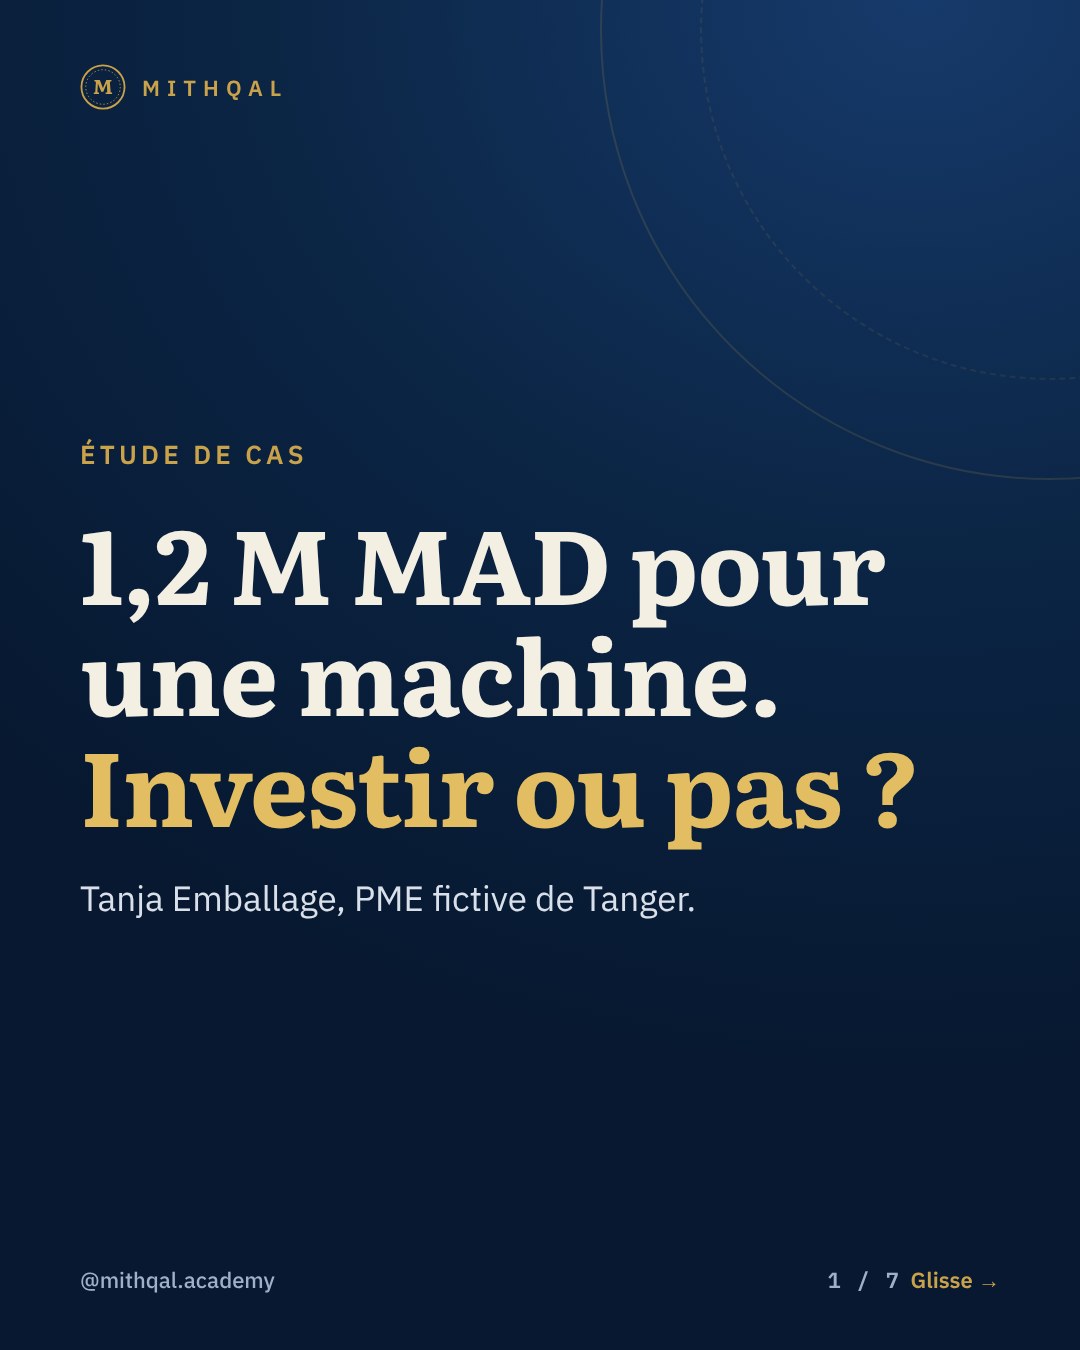 M MITHQAL
ÉTUDE DE CAS
1,2 M MAD pour
une machine.
Investir ou pas ?
Tanja Emballage, PME fictive de Tanger.
@mithqal.academy
1 / 7 Glisse →